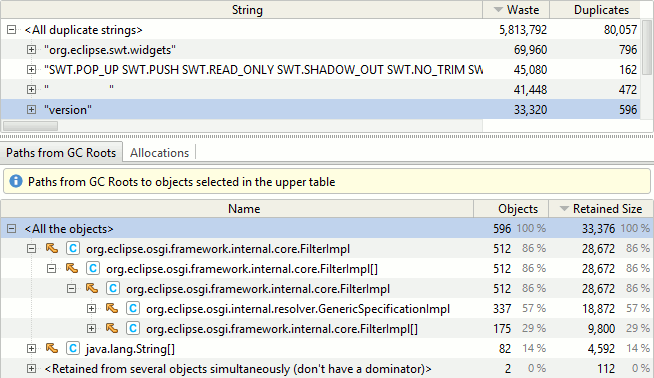 String Waste Duplicates
<All duplicate strings> 5,813,792 80,057
"org.eclipse.swt.widgets" 69,960 796
"SWT.POP_UP SWT.PUSH SWT.READ_ONLY SWT.SHADOW_OUT SWT.NO_TRIM SW 45,080 162
" " 41,448 472
"version" 33,320 596
Paths from GC Roots Allocations
Paths from GC Roots to objects selected in the upper table
Name Objects Retained Size
<All the objects> 596 100 % 33,376 100 %
C org.eclipse.osgi.framework.internal.core.FilterImpl 512 86 % 28,672 86 %
C org.eclipse.osgi.framework.internal.core.FilterImpl[] 512 86 % 28,672 86 %
C org.eclipse.osgi.framework.internal.core.FilterImpl 512 86 % 28,672 86 %
C org.eclipse.osgi.internal.resolver.GenericSpecificationImpl 337 57 % 18,872 57 %
C org.eclipse.osgi.framework.internal.core.FilterImpl[] 175 29 % 9,800 29 %
C java.lang.String[] 82 14 % 4,592 14 %
<Retained from several objects simultaneously (don't have a dominator)> 2 0 % 112 0 %